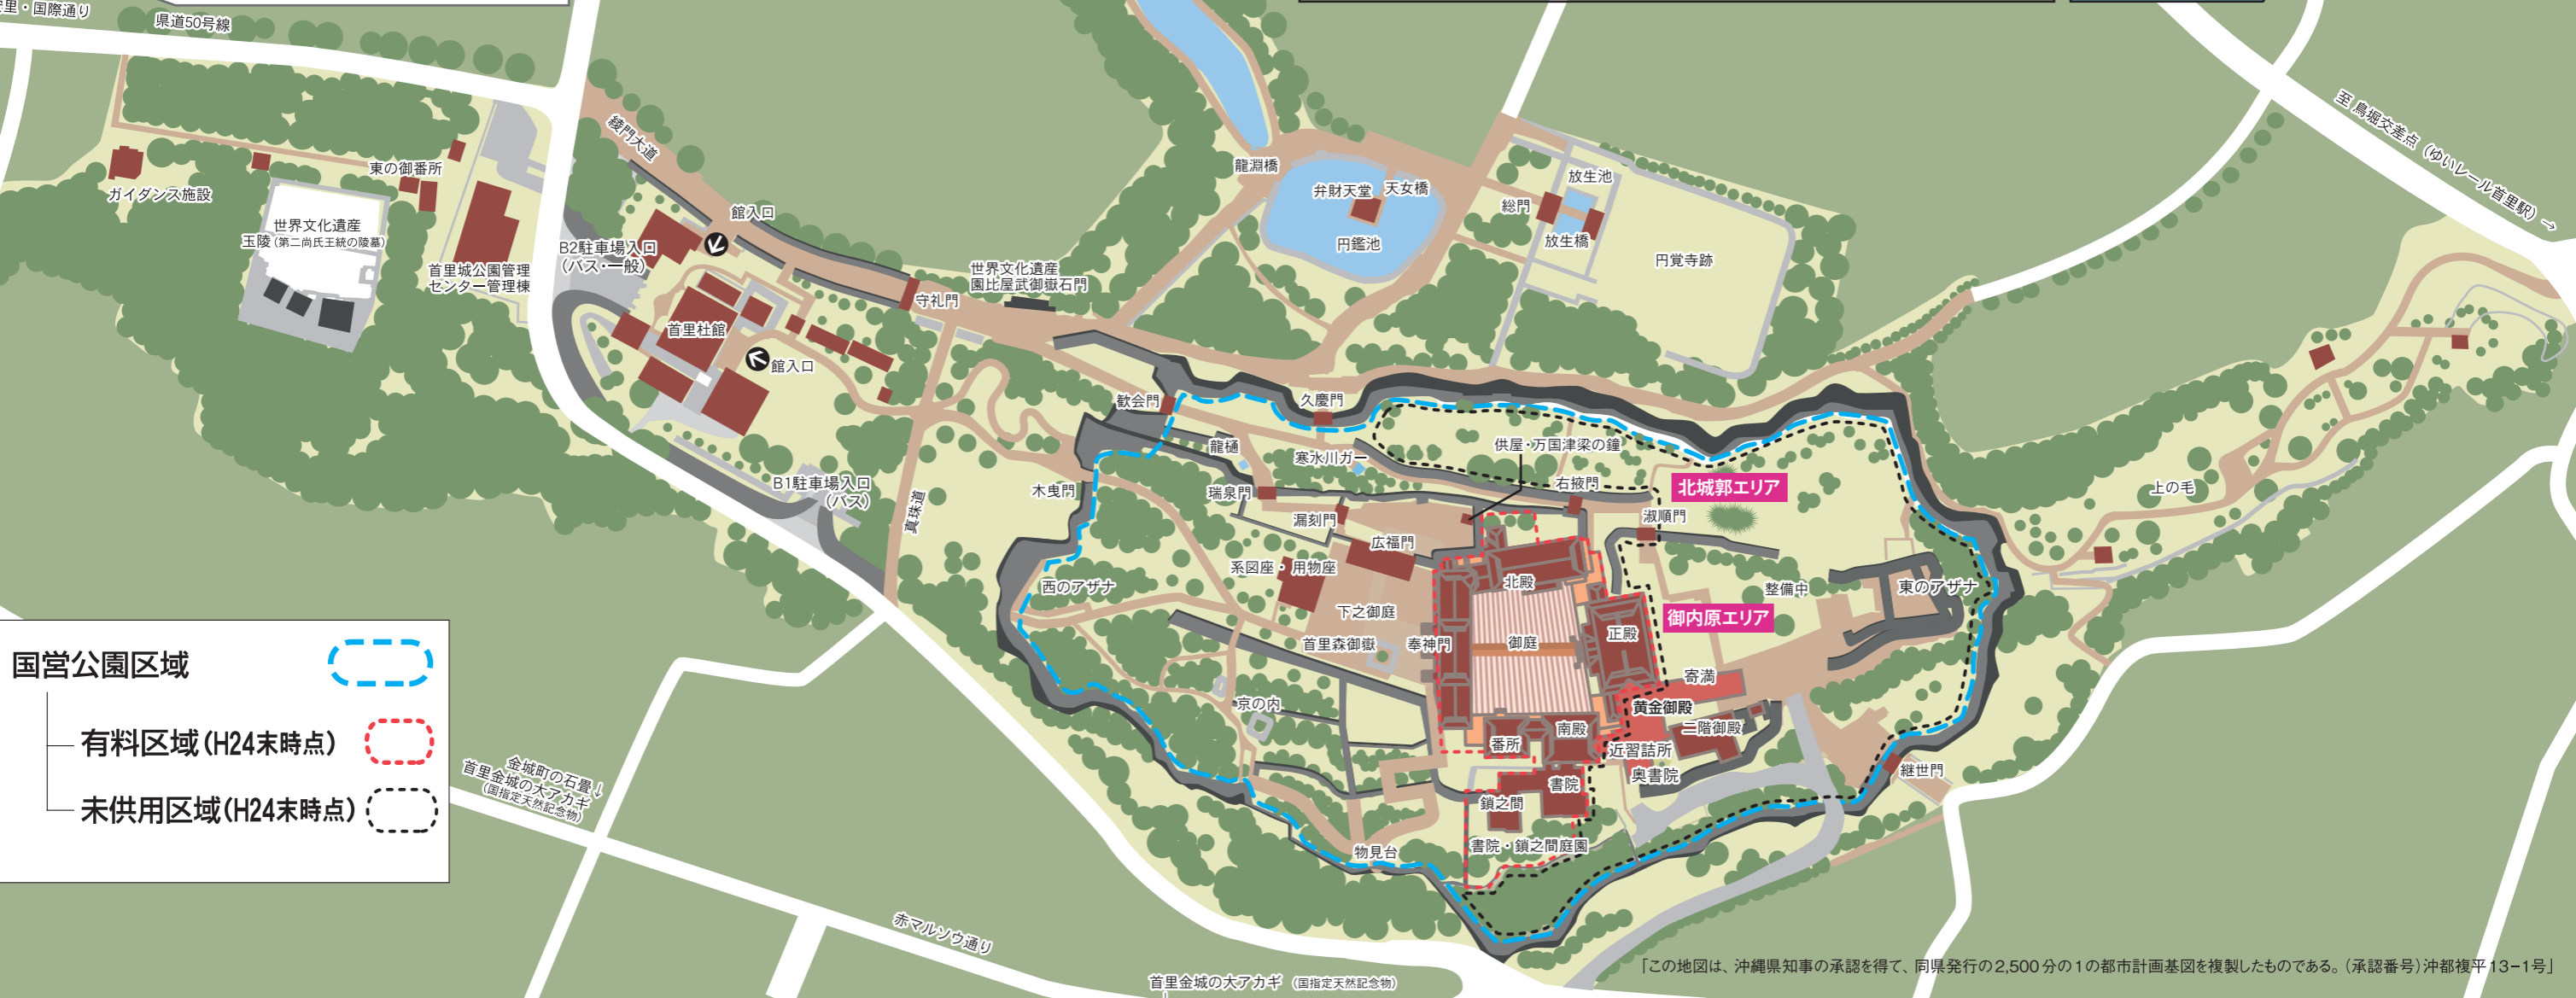 里・国際通り
県道50号線
綾門大道
至 鳥堀交差点（ゆいレール首里駅）→
ガイダンス施設
東の御番所
世界文化遺産
玉陵（第二尚氏王統の陵墓）
首里城公園管理
センター管理棟
B2駐車場入口
（バス・一般）
館入口
首里杜館
館入口
守礼門
世界文化遺産
園比屋武御嶽石門
龍淵橋
弁財天堂
天女橋
円鑑池
総門
放生池
放生橋
円覚寺跡
上の毛
B1駐車場入口
（バス）
真珠道
歓会門
久慶門
龍樋
寒水川ガー
供屋・万国津梁の鐘
木曳門
瑞泉門
右掖門
北城郭エリア
漏刻門
淑順門
広福門
系図座・用物座
西のアザナ
北殿
整備中
東のアザナ
下之御庭
御内原エリア
首里森御嶽
奉神門
御庭
正殿
寄満
京の内
黄金御殿
南殿
二階御殿
番所
近習詰所
奥書院
継世門
書院
鎖之間
物見台
書院・鎖之間庭園
国営公園区域
有料区域（H24末時点）
未供用区域（H24末時点）
金城町の石畳↓
首里金城の大アカギ
（国指定天然記念物）
赤マルソウ通り
首里金城の大アカギ （国指定天然記念物）
↓
「この地図は、沖縄県知事の承認を得て、同県発行の2,500分の1の都市計画基図を複製したものである。（承認番号）沖都複平13−1号」